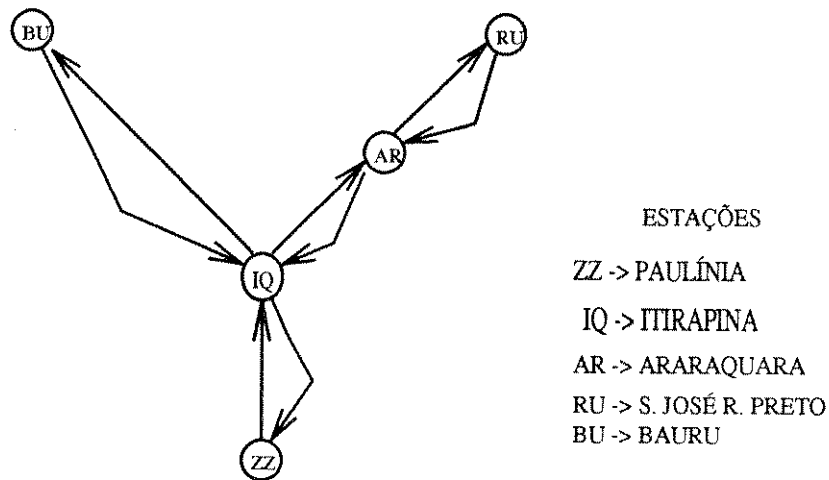 BU
RU
AR
IQ
ZZ
ESTAÇÕES
ZZ -> PAULÍNIA
IQ -> ITIRAPINA
AR -> ARARAQUARA
RU -> S. JOSÉ R. PRETO
BU -> BAURU